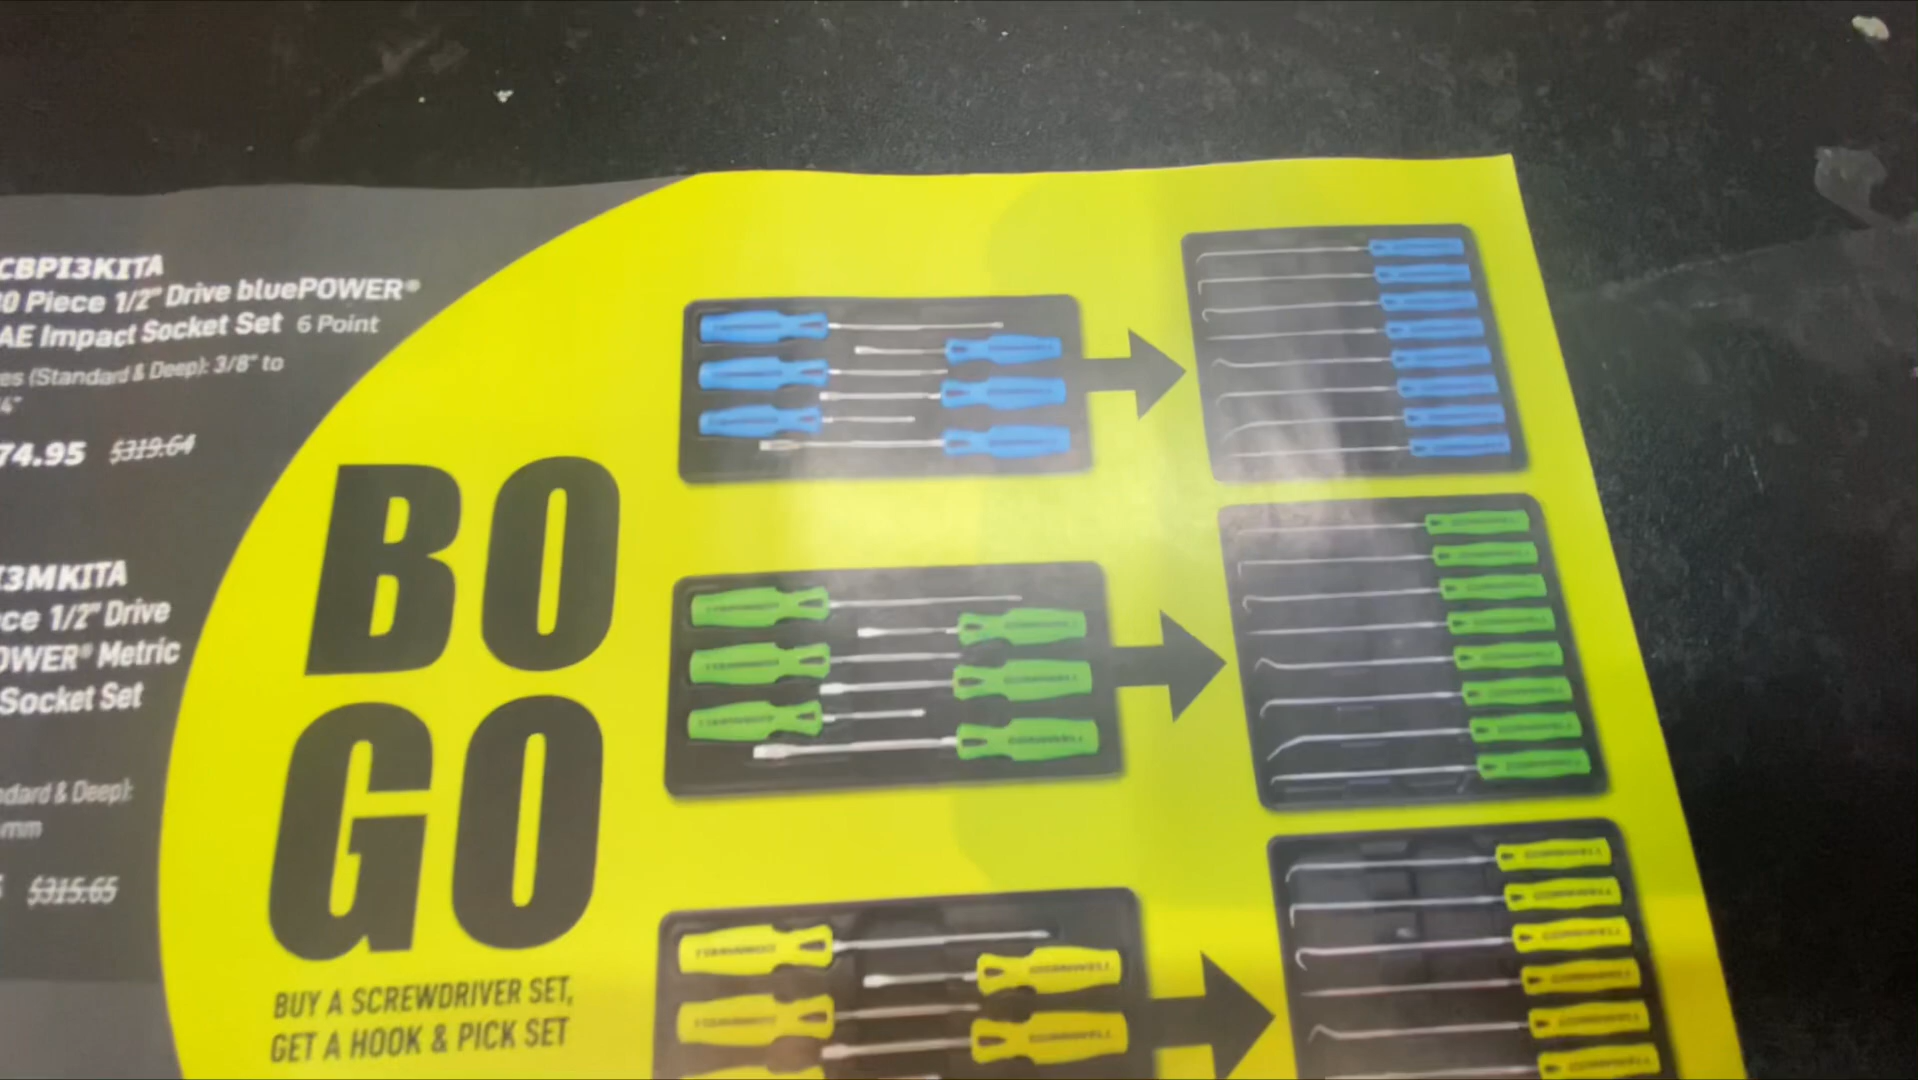 CBPI3KITA
0 Piece 1/2" Drive bluePOWER®
AE Impact Socket Set 6 Point
es (Standard & Deep): 3/8" to
4"
74.95 $319.64
I3MKITA
ce 1/2" Drive
OWER® Metric
Socket Set
dard & Deep):
mm
$315.65
BO
GO
BUY A SCREWDRIVER SET,
GET A HOOK & PICK SET
CORNWELL